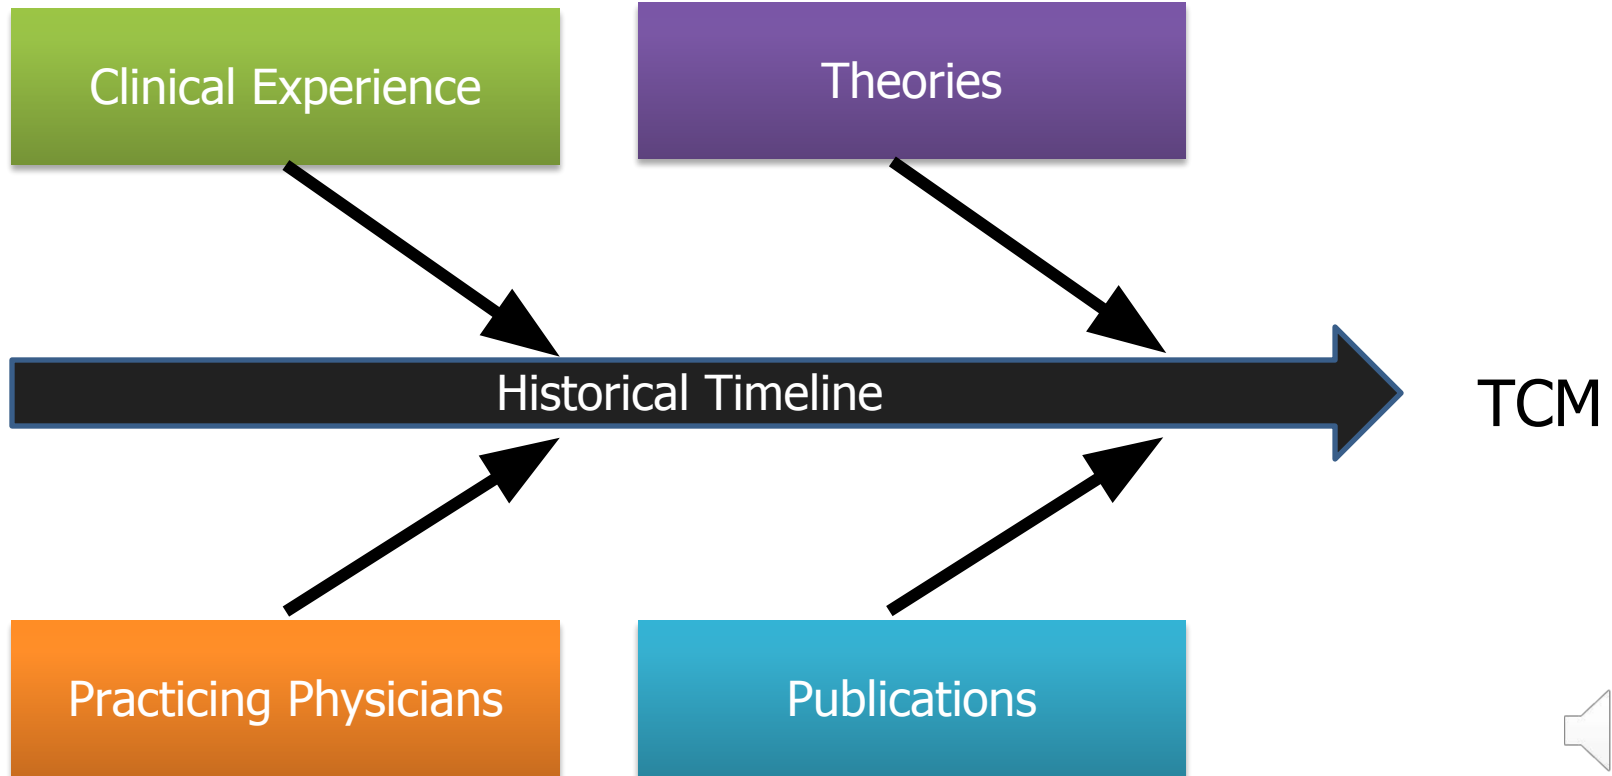 Clinical Experience
Theories
Historical Timeline
TCM
Practicing Physicians
Publications